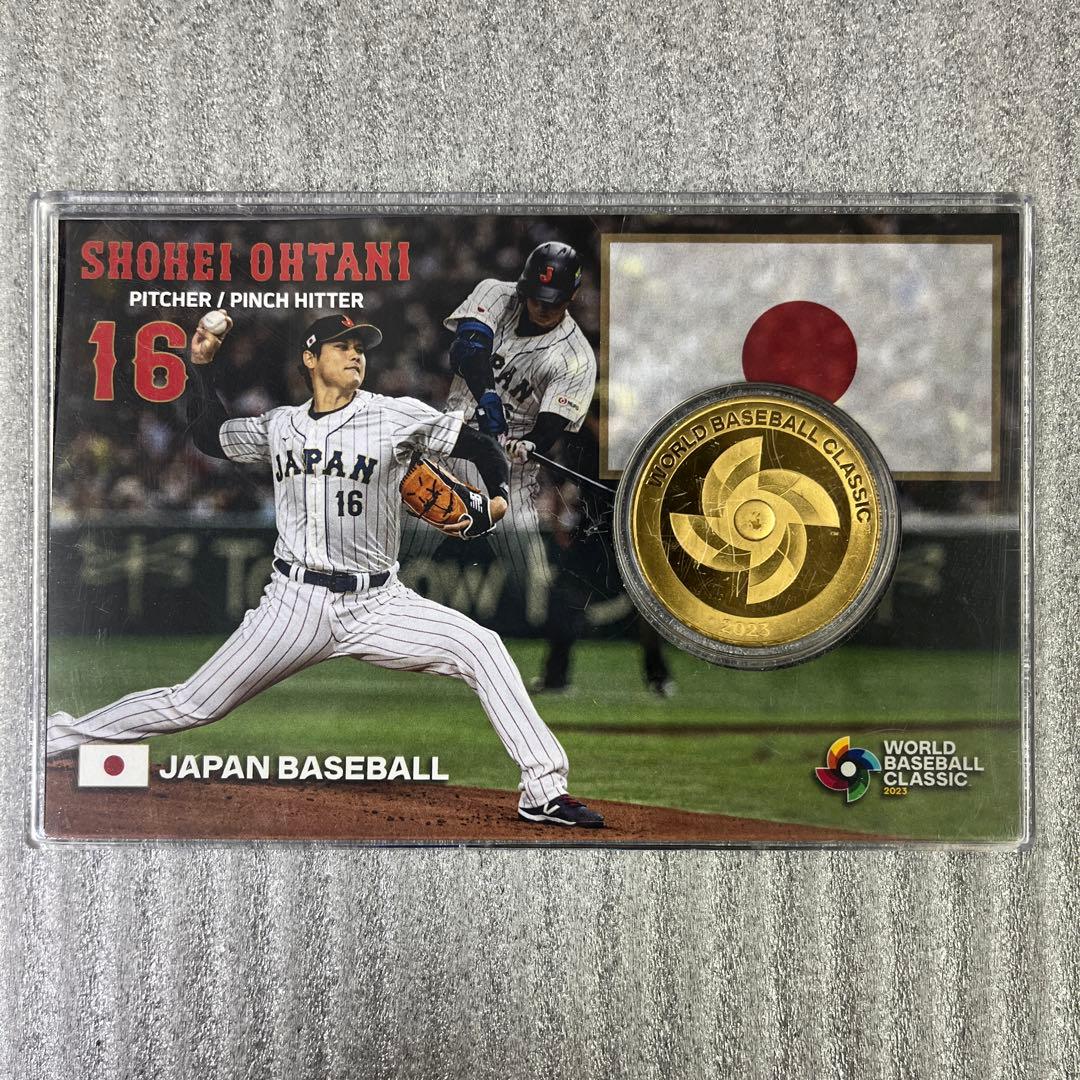 SHOHEI OHTANI
PITCHER / PINCH HITTER
16
J
JAPAN
16
WORLD BASEBALL CLASSIC
2023
JAPAN BASEBALL
WORLD
BASEBALL
CLASSIC
2023